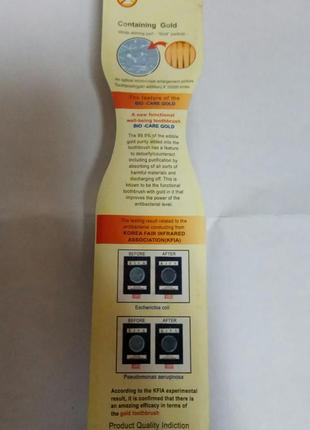 Containing Gold
The feature of the
BIO -CARE GOLD
A new functional
well-being toothbrush
BIO -CARE GOLD
The 99.9% of the edible
gold purity added into the
toothbrush has a feature
to detoxify/counteract
including purification by
absorbing of all sorts of
harmful materials and
discharging off. This is
known to be the functional
toothbrush with gold in it that
improves the power of the
antibacterial level.
The testing result related to the
antibacterial conducting from
KOREA FAIR INFRARED
ASSOCIATION(KFIA)
BEFORE AFTER
Escherichia coli
BEFORE AFTER
Pseudomonas aeruginosa
According to the KFIA experimental
result, it is confirmed that there is
an amazing efficacy in terms of
the gold toothbrush
Product Quality Indiction